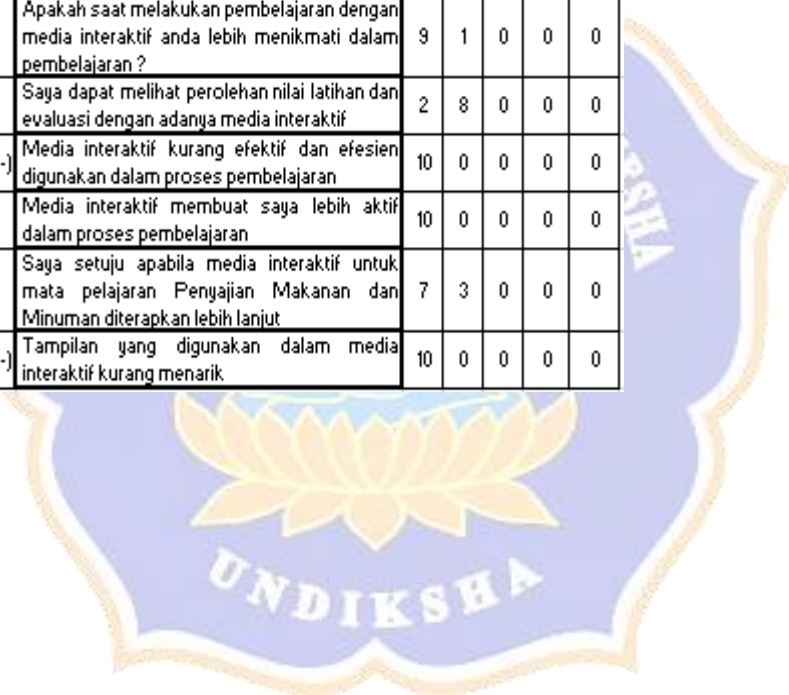 Apakah saat melakukan pembelajaran dengan
media interaktif anda lebih menikmati dalam 9 1 0 0 0
pembelajaran ?
Saya dapat melihat perolehan nilai latihan dan
evaluasi dengan adanya media interaktif 2 8 0 0 0
-) Media interaktif kurang efektif dan efesien
digunakan dalam proses pembelajaran 10 0 0 0 0
Media interaktif membuat saya lebih aktif
dalam proses pembelajaran 10 0 0 0 0
Saya setuju apabila media interaktif untuk
mata pelajaran Penyajian Makanan dan 7 3 0 0 0
Minuman diterapkan lebih lanjut
-) Tampilan yang digunakan dalam media
interaktif kurang menarik 10 0 0 0 0
UNDIKSHA